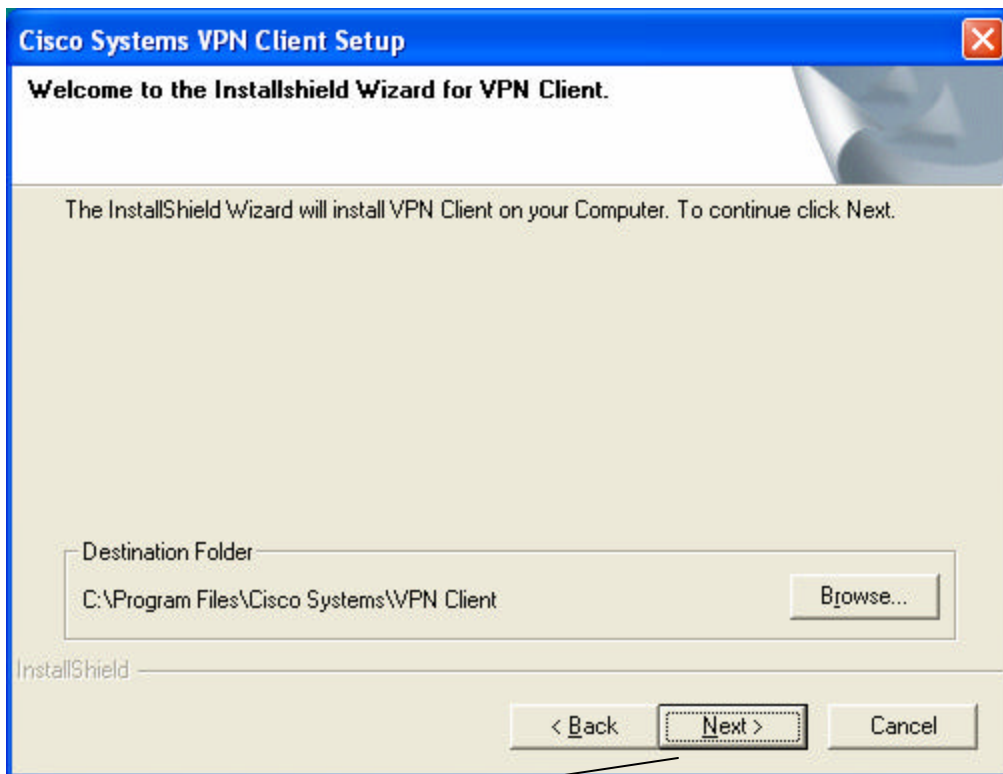 Cisco Systems VPN Client Setup
Welcome to the Installshield Wizard for VPN Client.
The InstallShield Wizard will install VPN Client on your Computer. To continue click Next.
Destination Folder
C:\Program Files\Cisco Systems\VPN Client
Browse...
InstallShield
< Back
Next >
Cancel